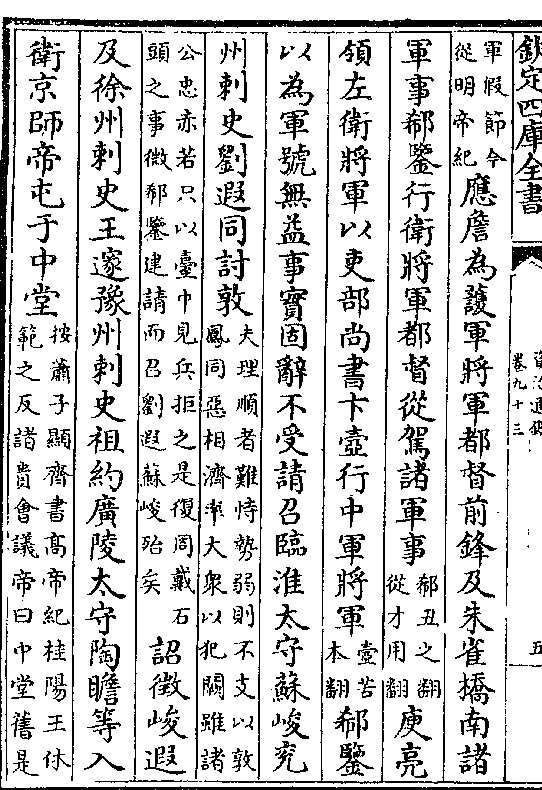 欽定四庫全書
資治通鑑
卷九十三
五
軍假節今
從明帝紀
應詹為護軍將軍都督前鋒及朱雀橋南諸
軍事郗鑒行衛將軍都督從駕諸軍事
郗丑之翻
從才用翻
庾亮
領左衛將軍以吏部尚書卞壼行中軍將軍
壼苦
本翻
郗鑒
以為軍號無益事實固辭不受請召臨淮太守蘇峻兖
州刺史劉遐同討敦
夫理順者難恃勢弱則不支以敦
鳳同惡相濟率大衆以犯闕雖諸
公忠赤若只以臺中見兵拒之是復周戴石
頭之事微郗鑒建請而召劉遐蘇峻殆矣
詔徵峻遐
及徐州刺史王邃豫州刺史祖約廣陵太守陶瞻等入
衛京師帝屯于中堂
按蕭子顯齊書高帝紀桂陽王休
範之反諸貴會議帝曰中堂舊是